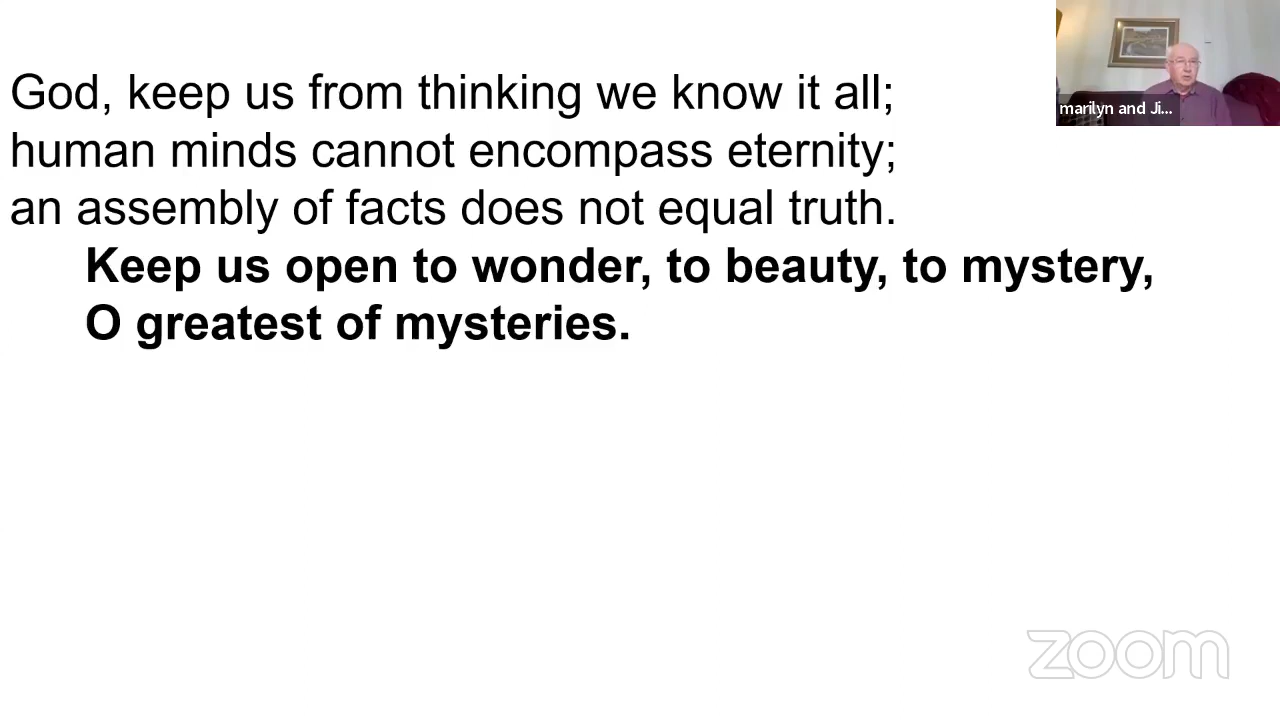 God, keep us from thinking we know it all;
human minds cannot encompass eternity;
an assembly of facts does not equal truth.
Keep us open to wonder, to beauty, to mystery,
O greatest of mysteries.
marilyn and Ji...
zoom